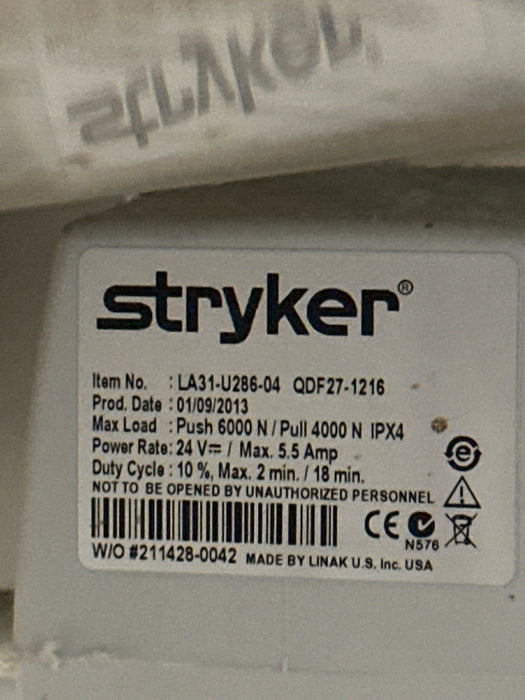 stryker
stryker®
Item No. : LA31-U286-04 QDF27-1216
Prod. Date : 01/09/2013
Max Load : Push 6000 N / Pull 4000 N IPX4
Power Rate: 24 V⎓ / Max. 5.5 Amp
Duty Cycle : 10 %, Max. 2 min. / 18 min.
NOT TO BE OPENED BY UNAUTHORIZED PERSONNEL
CE
N576
W/O #211428-0042 MADE BY LINAK U.S. Inc. USA